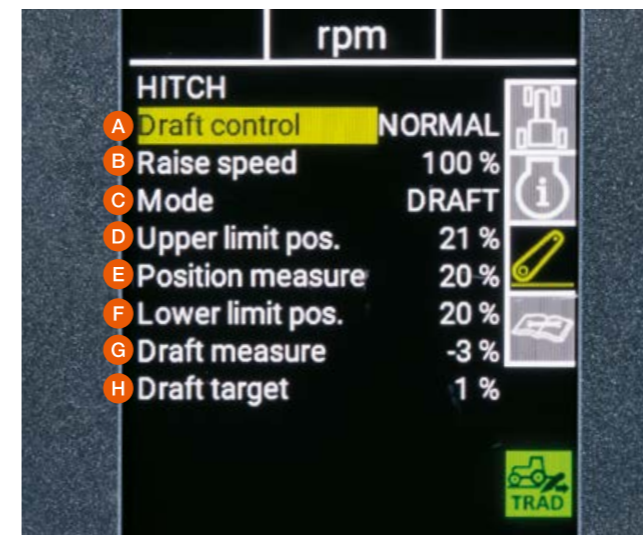 rpm
HITCH
A Draft control NORMAL
B Raise speed 100 %
C Mode DRAFT
D Upper limit pos. 21 %
E Position measure 20 %
F Lower limit pos. 20 %
G Draft measure -3 %
H Draft target 1 %
i
TRAD